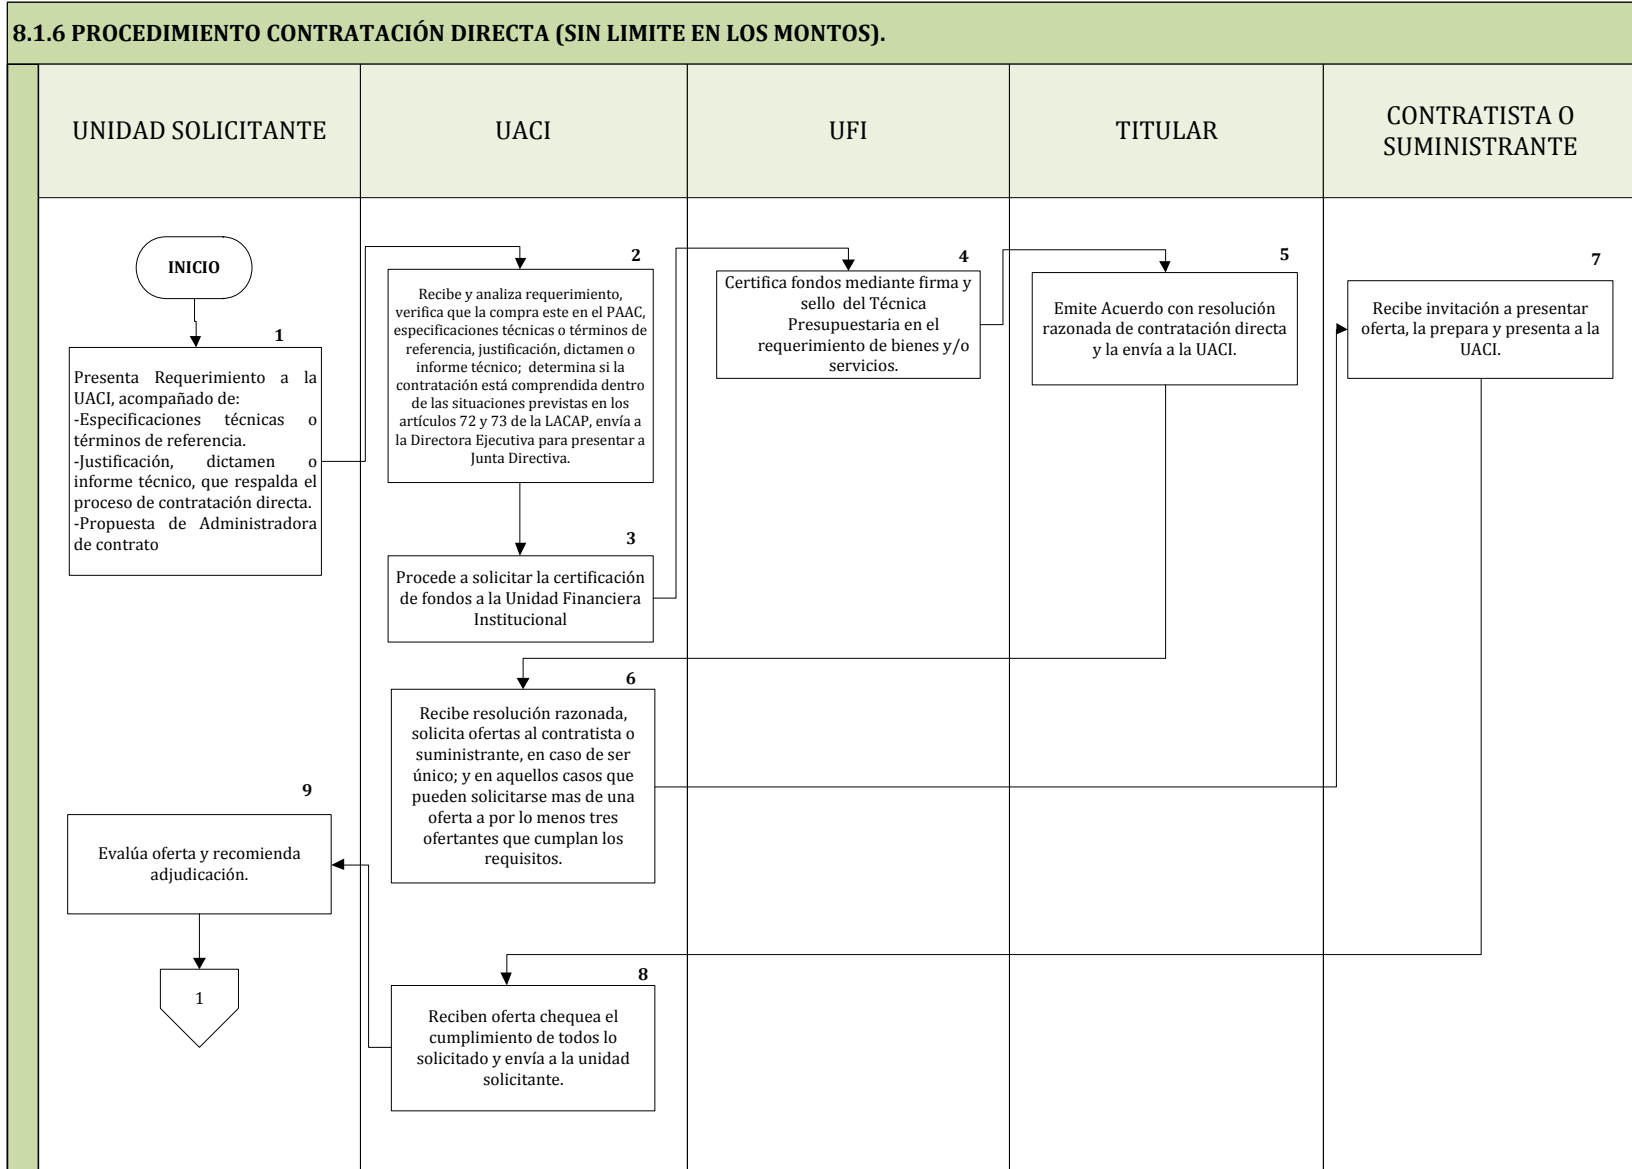 8.1.6 PROCEDIMIENTO CONTRATACIÓN DIRECTA (SIN LIMITE EN LOS MONTOS).
UNIDAD SOLICITANTE
UACI
UFI
TITULAR
CONTRATISTA O
SUMINISTRANTE
INICIO
1
Presenta Requerimiento a la
UACI, acompañado de:
-Especificaciones técnicas o
términos de referencia.
-Justificación, dictamen o
informe técnico, que respalda el
proceso de contratación directa.
-Propuesta de Administradora
de contrato
2
Recibe y analiza requerimiento,
verifica que la compra este en el PAAC,
especificaciones técnicas o términos de
referencia, justificación, dictamen o
informe técnico; determina si la
contratación está comprendida dentro
de las situaciones previstas en los
artículos 72 y 73 de la LACAP, envía a
la Directora Ejecutiva para presentar a
Junta Directiva.
3
Procede a solicitar la certificación
de fondos a la Unidad Financiera
Institucional
4
Certifica fondos mediante firma y
sello del Técnica
Presupuestaria en el
requerimiento de bienes y/o
servicios.
5
Emite Acuerdo con resolución
razonada de contratación directa
y la envía a la UACI.
6
Recibe resolución razonada,
solicita ofertas al contratista o
suministrante, en caso de ser
único; y en aquellos casos que
pueden solicitarse mas de una
oferta a por lo menos tres
ofertantes que cumplan los
requisitos.
7
Recibe invitación a presentar
oferta, la prepara y presenta a la
UACI.
8
Reciben oferta chequea el
cumplimiento de todos lo
solicitado y envía a la unidad
solicitante.
9
Evalúa oferta y recomienda
adjudicación.
1